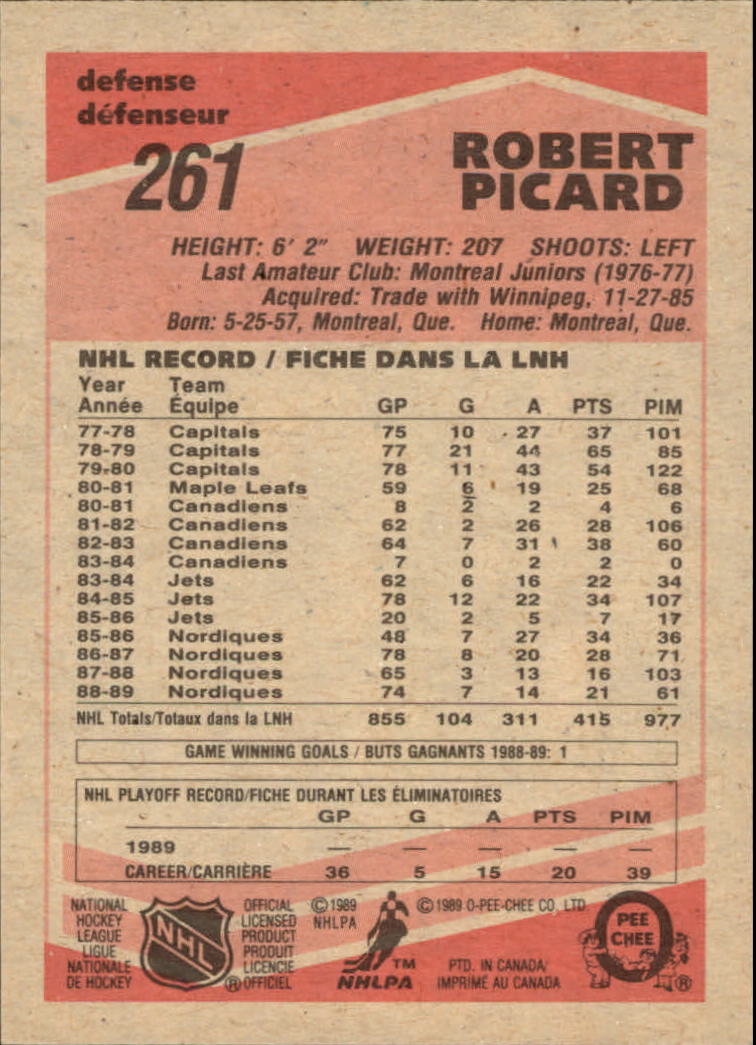 defense
défenseur
261
ROBERT
PICARD
HEIGHT: 6' 2" WEIGHT: 207 SHOOTS: LEFT
Last Amateur Club: Montreal Juniors (1976-77)
Acquired: Trade with Winnipeg, 11-27-85
Born: 5-25-57, Montreal, Que. Home: Montreal, Que.
NHL RECORD / FICHE DANS LA LNH
Year Team
Année Équipe GP G A PTS PIM
77-78 Capitals 75 10 27 37 101
78-79 Capitals 77 21 44 65 85
79-80 Capitals 78 11 43 54 122
80-81 Maple Leafs 59 6 19 25 68
80-81 Canadiens 8 2 2 4 6
81-82 Canadiens 62 2 26 28 106
82-83 Canadiens 64 7 31 38 60
83-84 Canadiens 7 0 2 2 0
83-84 Jets 62 6 16 22 34
84-85 Jets 78 12 22 34 107
85-86 Jets 20 2 5 7 17
85-86 Nordiques 48 7 27 34 36
86-87 Nordiques 78 8 20 28 71
87-88 Nordiques 65 3 13 16 103
88-89 Nordiques 74 7 14 21 61
NHL Totals/Totaux dans la LNH 855 104 311 415 977
GAME WINNING GOALS / BUTS GAGNANTS 1988-89: 1
NHL PLAYOFF RECORD/FICHE DURANT LES ÉLIMINATOIRES
GP G A PTS PIM
1989 — — — — —
CAREER/CARRIÈRE 36 5 15 20 39
NATIONAL
HOCKEY
LEAGUE
LIGUE
NATIONALE
DE HOCKEY
NHL
®
OFFICIAL
LICENSED
PRODUCT
PRODUIT
LICENCIE
OFFICIEL
© 1989
NHLPA
TM
NHLPA
© 1989 O-PEE-CHEE CO. LTD.
PTD. IN CANADA/
IMPRIMÉ AU CANADA
O
PEE
CHEE
®